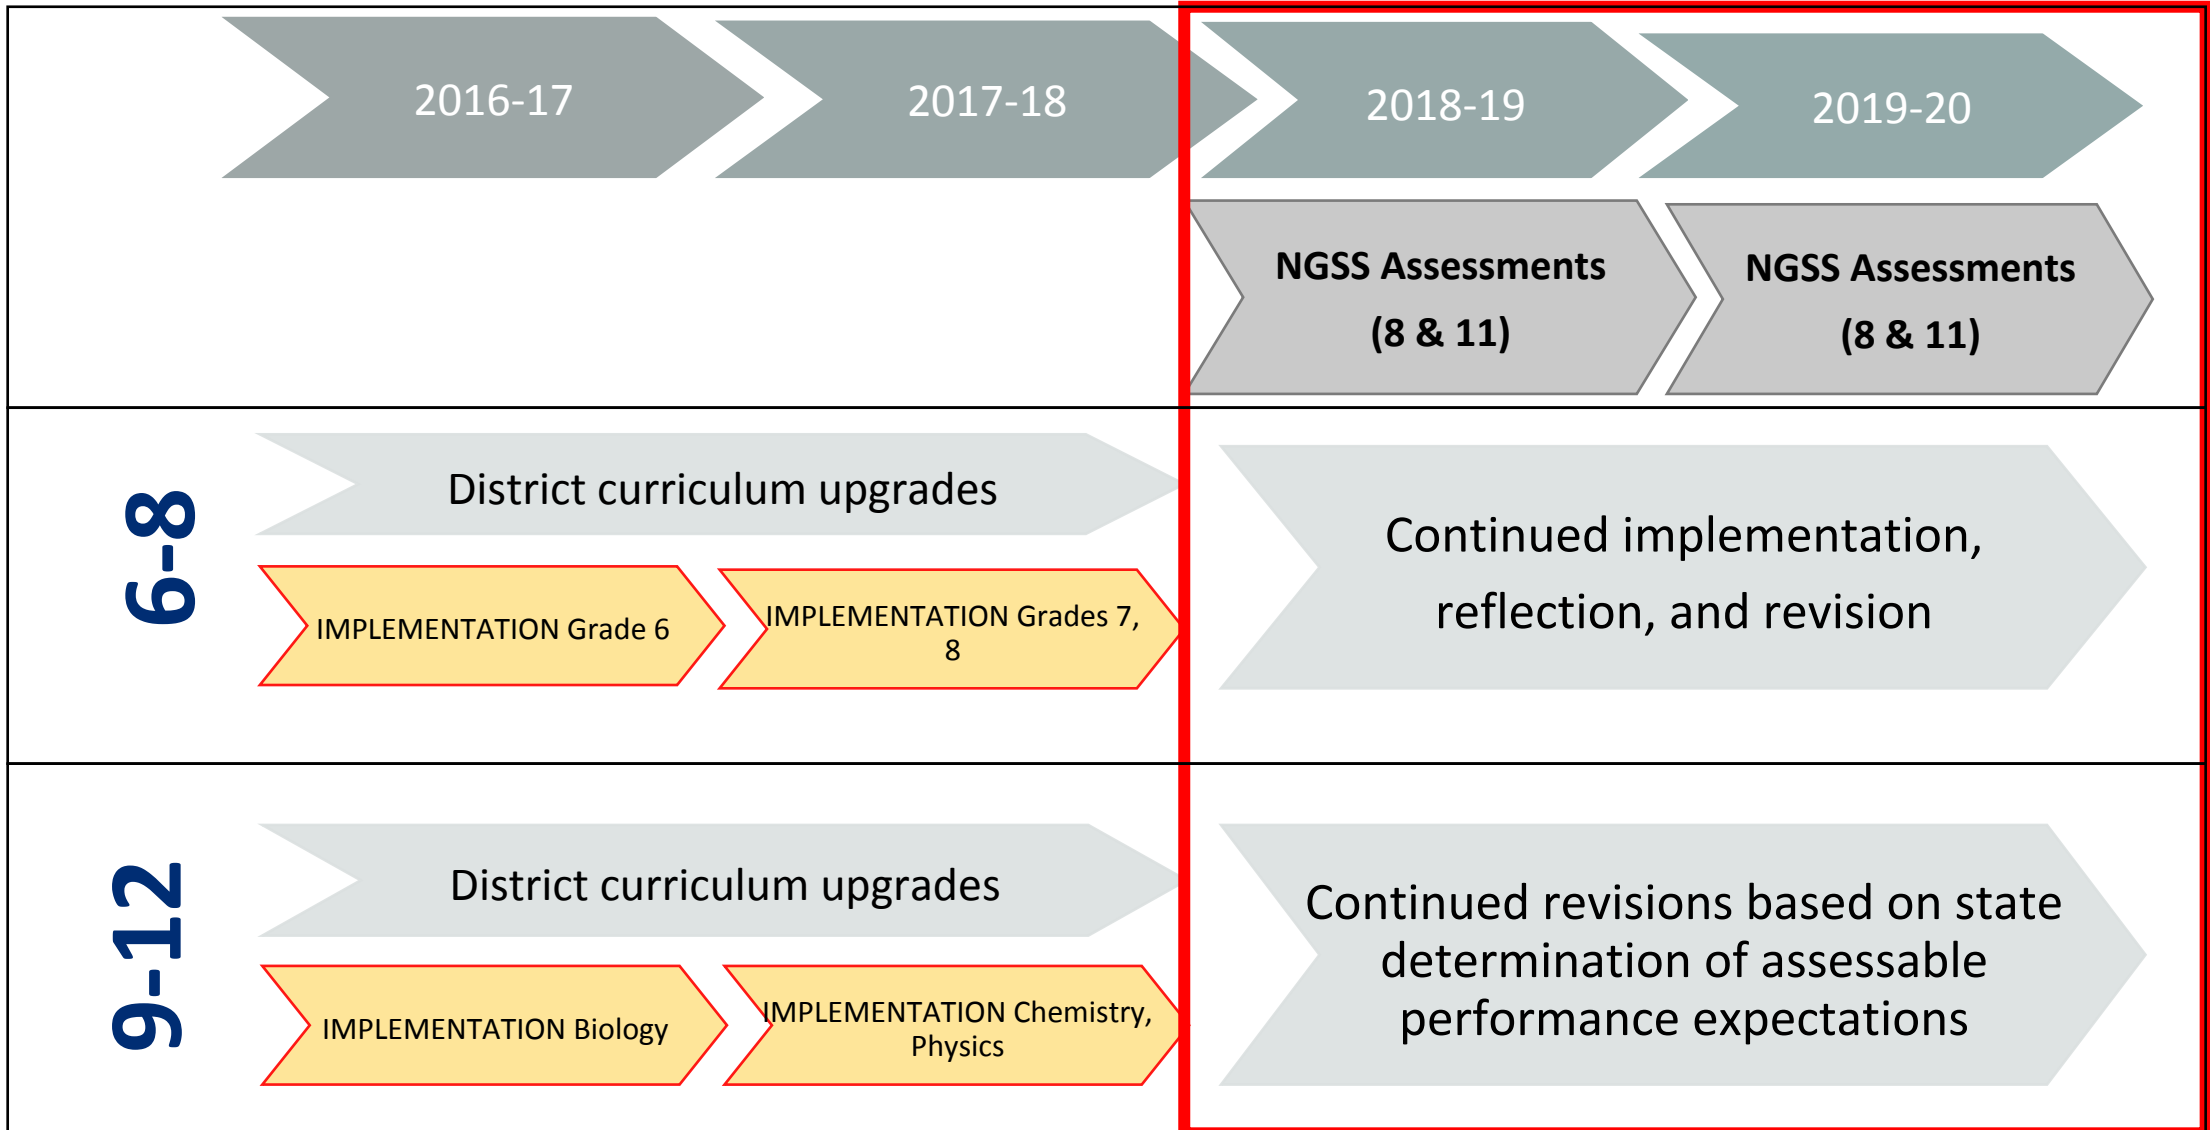 2016-17
2017-18
2018-19
2019-20
NGSS Assessments
(8 & 11)
NGSS Assessments
(8 & 11)
6-8
District curriculum upgrades
IMPLEMENTATION Grade 6
IMPLEMENTATION Grades 7,
8
Continued implementation,
reflection, and revision
9-12
District curriculum upgrades
IMPLEMENTATION Biology
IMPLEMENTATION Chemistry,
Physics
Continued revisions based on state
determination of assessable
performance expectations